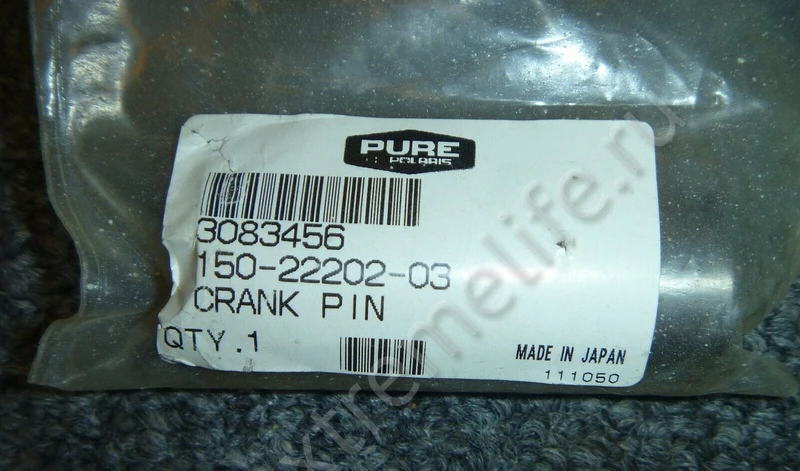 PURE
POLARIS
3083456
150-22202-03
CRANK PIN
QTY.1
MADE IN JAPAN
111050
xtremelife.ru